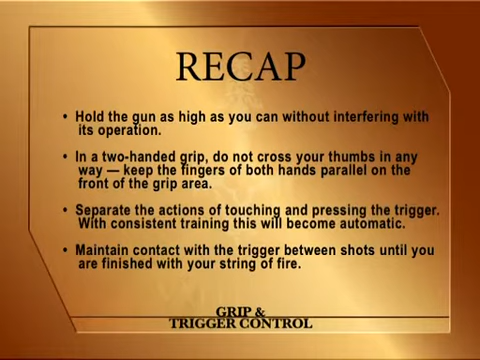 RECAP
• Hold the gun as high as you can without interfering with
its operation.
• In a two-handed grip, do not cross your thumbs in any
way — keep the fingers of both hands parallel on the
front of the grip area.
• Separate the actions of touching and pressing the trigger.
With consistent training this will become automatic.
• Maintain contact with the trigger between shots until you
are finished with your string of fire.
GRIP &
TRIGGER CONTROL